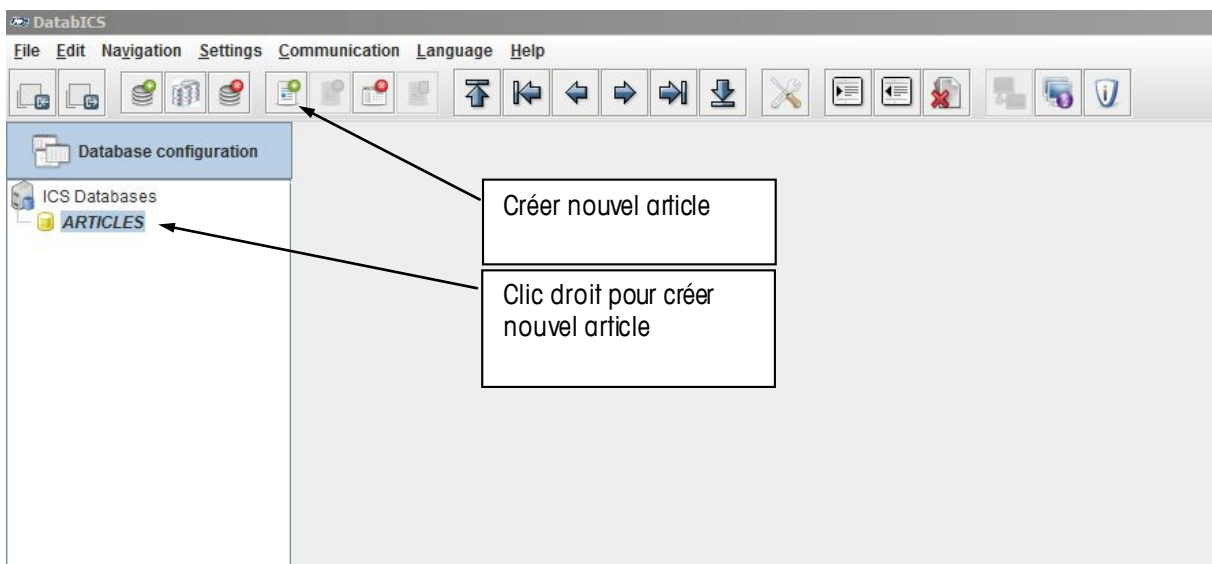 DatabICS
File Edit Navigation Settings Communication Language Help
Database configuration
ICS Databases
ARTICLES
Créer nouvel article
Clic droit pour créer
nouvel article